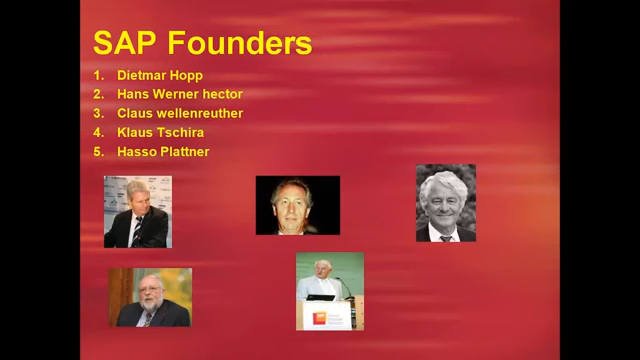 SAP Founders
1. Dietmar Hopp
2. Hans Werner hector
3. Claus wellenreuther
4. Klaus Tschira
5. Hasso Plattner